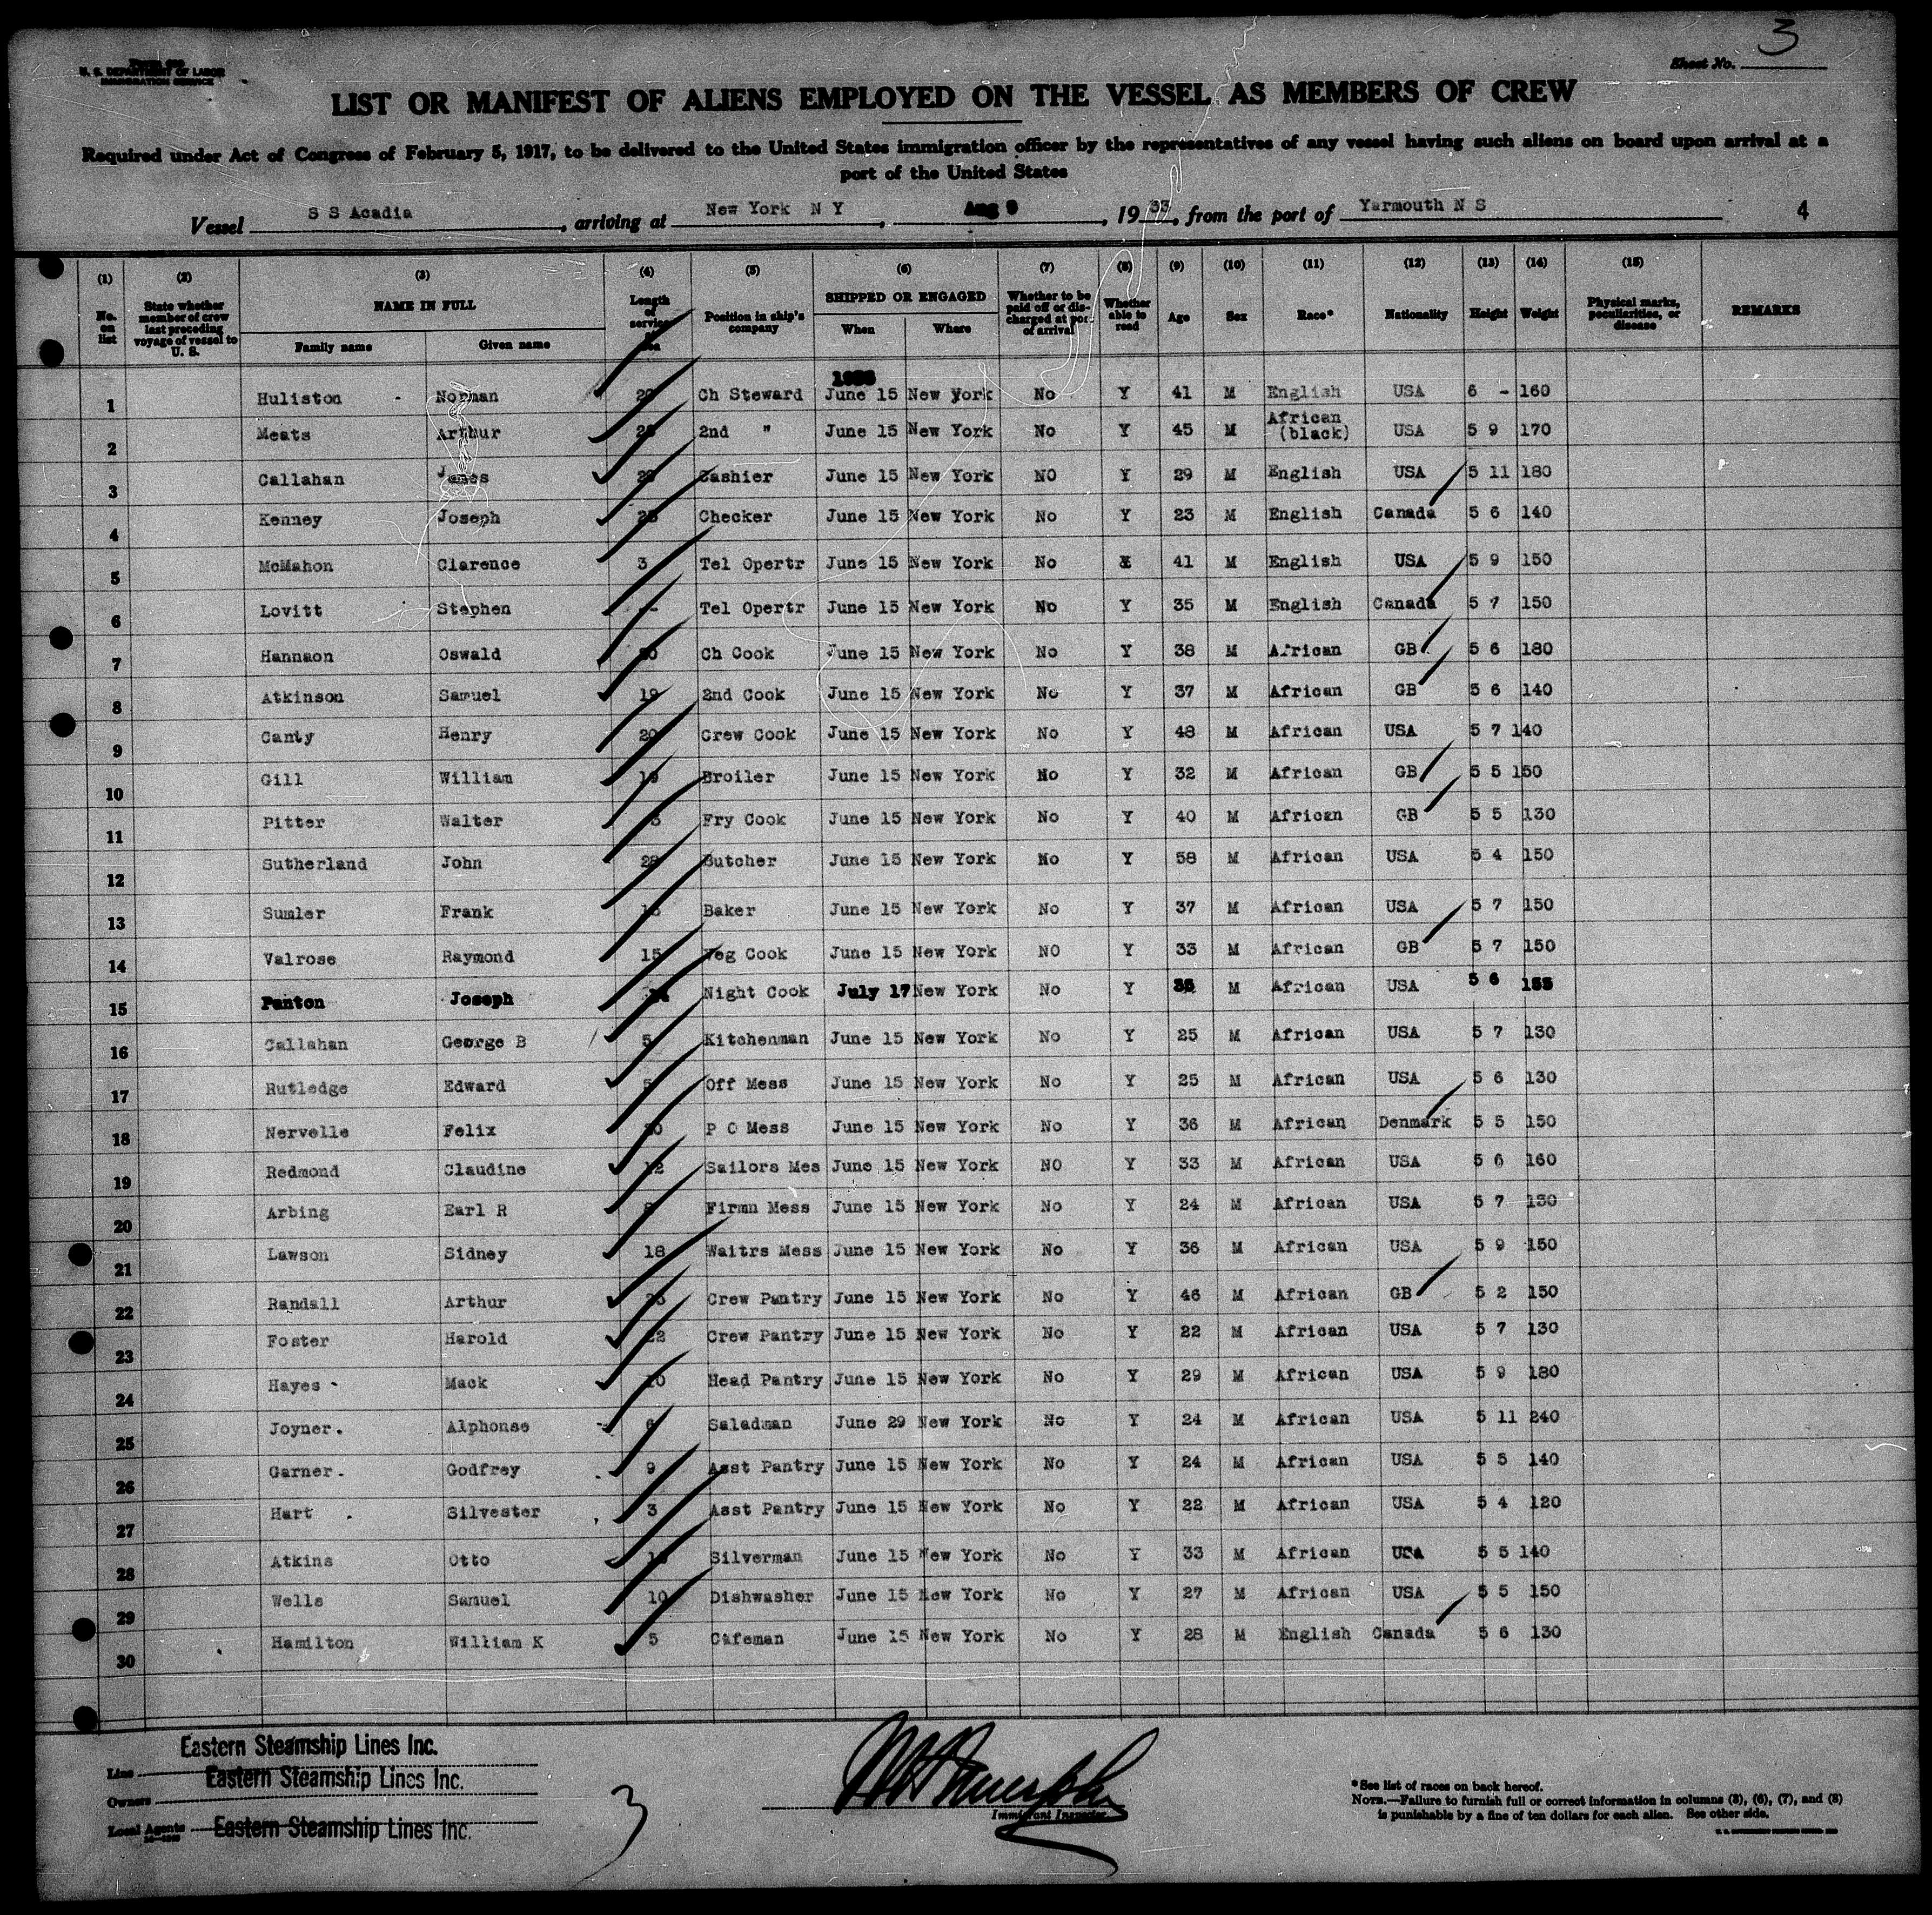 3
Sheet No.
U. S. DEPARTMENT OF LABOR
IMMIGRATION SERVICE
LIST OR MANIFEST OF ALIENS EMPLOYED ON THE VESSEL AS MEMBERS OF CREW
Required under Act of Congress of February 5, 1917, to be delivered to the United States immigration officer by the representatives of any vessel having such aliens on board upon arrival at a
port of the United States
Vessel S S Acadia, arriving at New York N Y, Aug 9, 1933, from the port of Yarmouth N S 4
(1) (2) (3) (4) (5) (6) (7) (8) (9) (10) (11) (12) (13) (14) (15)
No. on list State whether member of crew last preceding voyage of vessel to U. S. NAME IN FULL Family name Given name Length of service Position in ship's company SHIPPED OR ENGAGED When Where Whether to be paid off or discharged at port of arrival Whether able to read Age Sex Race* Nationality Height Weight Physical marks, peculiarities, or disease REMARKS
1 Huliston - Norman Ch Steward June 15 New york No Y 41 M English USA 6 - 160
2 Meats Arthur 2nd " June 15 New York No Y 45 M African (black) USA 5 9 170
3 Callahan James Cashier June 15 New York NO Y 29 M English USA 5 11 180
4 Kenney Joseph Checker June 15 New York No Y 23 M English Canada 5 6 140
5 McMahon Clarence 3 Tel Opertr June 15 New York No 41 M English USA 5 9 150
6 Lovitt Stephen Tel Opertr June 15 New York No Y 35 M English Canada 5 7 150
7 Hannaon Oswald Ch Cook June 15 New York No Y 38 M African GB 5 6 180
8 Atkinson Samuel 19 2nd Cook June 15 New York No Y 37 M African GB 5 6 140
9 Canty Henry 20 Crew Cook June 15 New York No Y 48 M African USA 5 7 140
10 Gill William 19 Broiler June 15 New York No Y 32 M African GB 5 5 150
11 Pitter Walter Fry Cook June 15 New York No Y 40 M African GB 5 5 130
12 Sutherland John Butcher June 15 New York No Y 58 M African USA 5 4 150
13 Sumler Frank Baker June 15 New York No Y 37 M African USA 5 7 150
14 Valrose Raymond 15 Veg Cook June 15 New York NO Y 33 M African GB 5 7 150
15 Panton Joseph Night Cook July 17 New York No Y M African USA 5 6 155
16 Callahan George B 5 Kitchenman June 15 New York No Y 25 M African USA 5 7 130
17 Rutledge Edward 5 Off Mess June 15 New York No Y 25 M African USA 5 6 130
18 Nervelle Felix P O Mess June 15 New York No Y 36 M African Denmark 5 5 150
19 Redmond Claudine 12 Sailors Mes June 15 New York NO Y 33 M African USA 5 6 160
20 Arbing Earl R Firmn Mess June 15 New York No Y 24 M African USA 5 7 130
21 Lawson Sidney 18 Waitrs Mess June 15 New York No Y 36 M African USA 5 9 150
22 Randall Arthur Crew Pantry June 15 New York No Y 46 M African GB 5 2 150
23 Foster Harold Crew Pantry June 15 New York No Y 22 M African USA 5 7 130
24 Hayes - Mack 10 Head Pantry June 15 New York No Y 29 M African USA 5 9 180
25 Joyner . Alphonse 6 Saladman June 29 New York No Y 24 M African USA 5 11 240
26 Garner . Godfrey 9 Asst Pantry June 15 New York No Y 24 M African USA 5 5 140
27 Hart . Silvester 3 Asst Pantry June 15 New York No Y 22 M African USA 5 4 120
28 Atkins Otto Silverman June 15 New York No Y 33 M African USA 5 5 140
29 Wells Samuel 10 Dishwasher June 15 New York No Y 27 M African USA 5 5 150
30 Hamilton William K 5 Cafeman June 15 New York No Y 28 M English Canada 5 6 130
Line Eastern Steamship Lines Inc.
Owners Eastern Steamship Lines Inc.
Local Agents Eastern Steamship Lines Inc.
3
Immigrant Inspector
*See list of races on back hereof.
NOTE.—Failure to furnish full or correct information in columns (3), (6), (7), and (8)
is punishable by a fine of ten dollars for each alien. See other side.